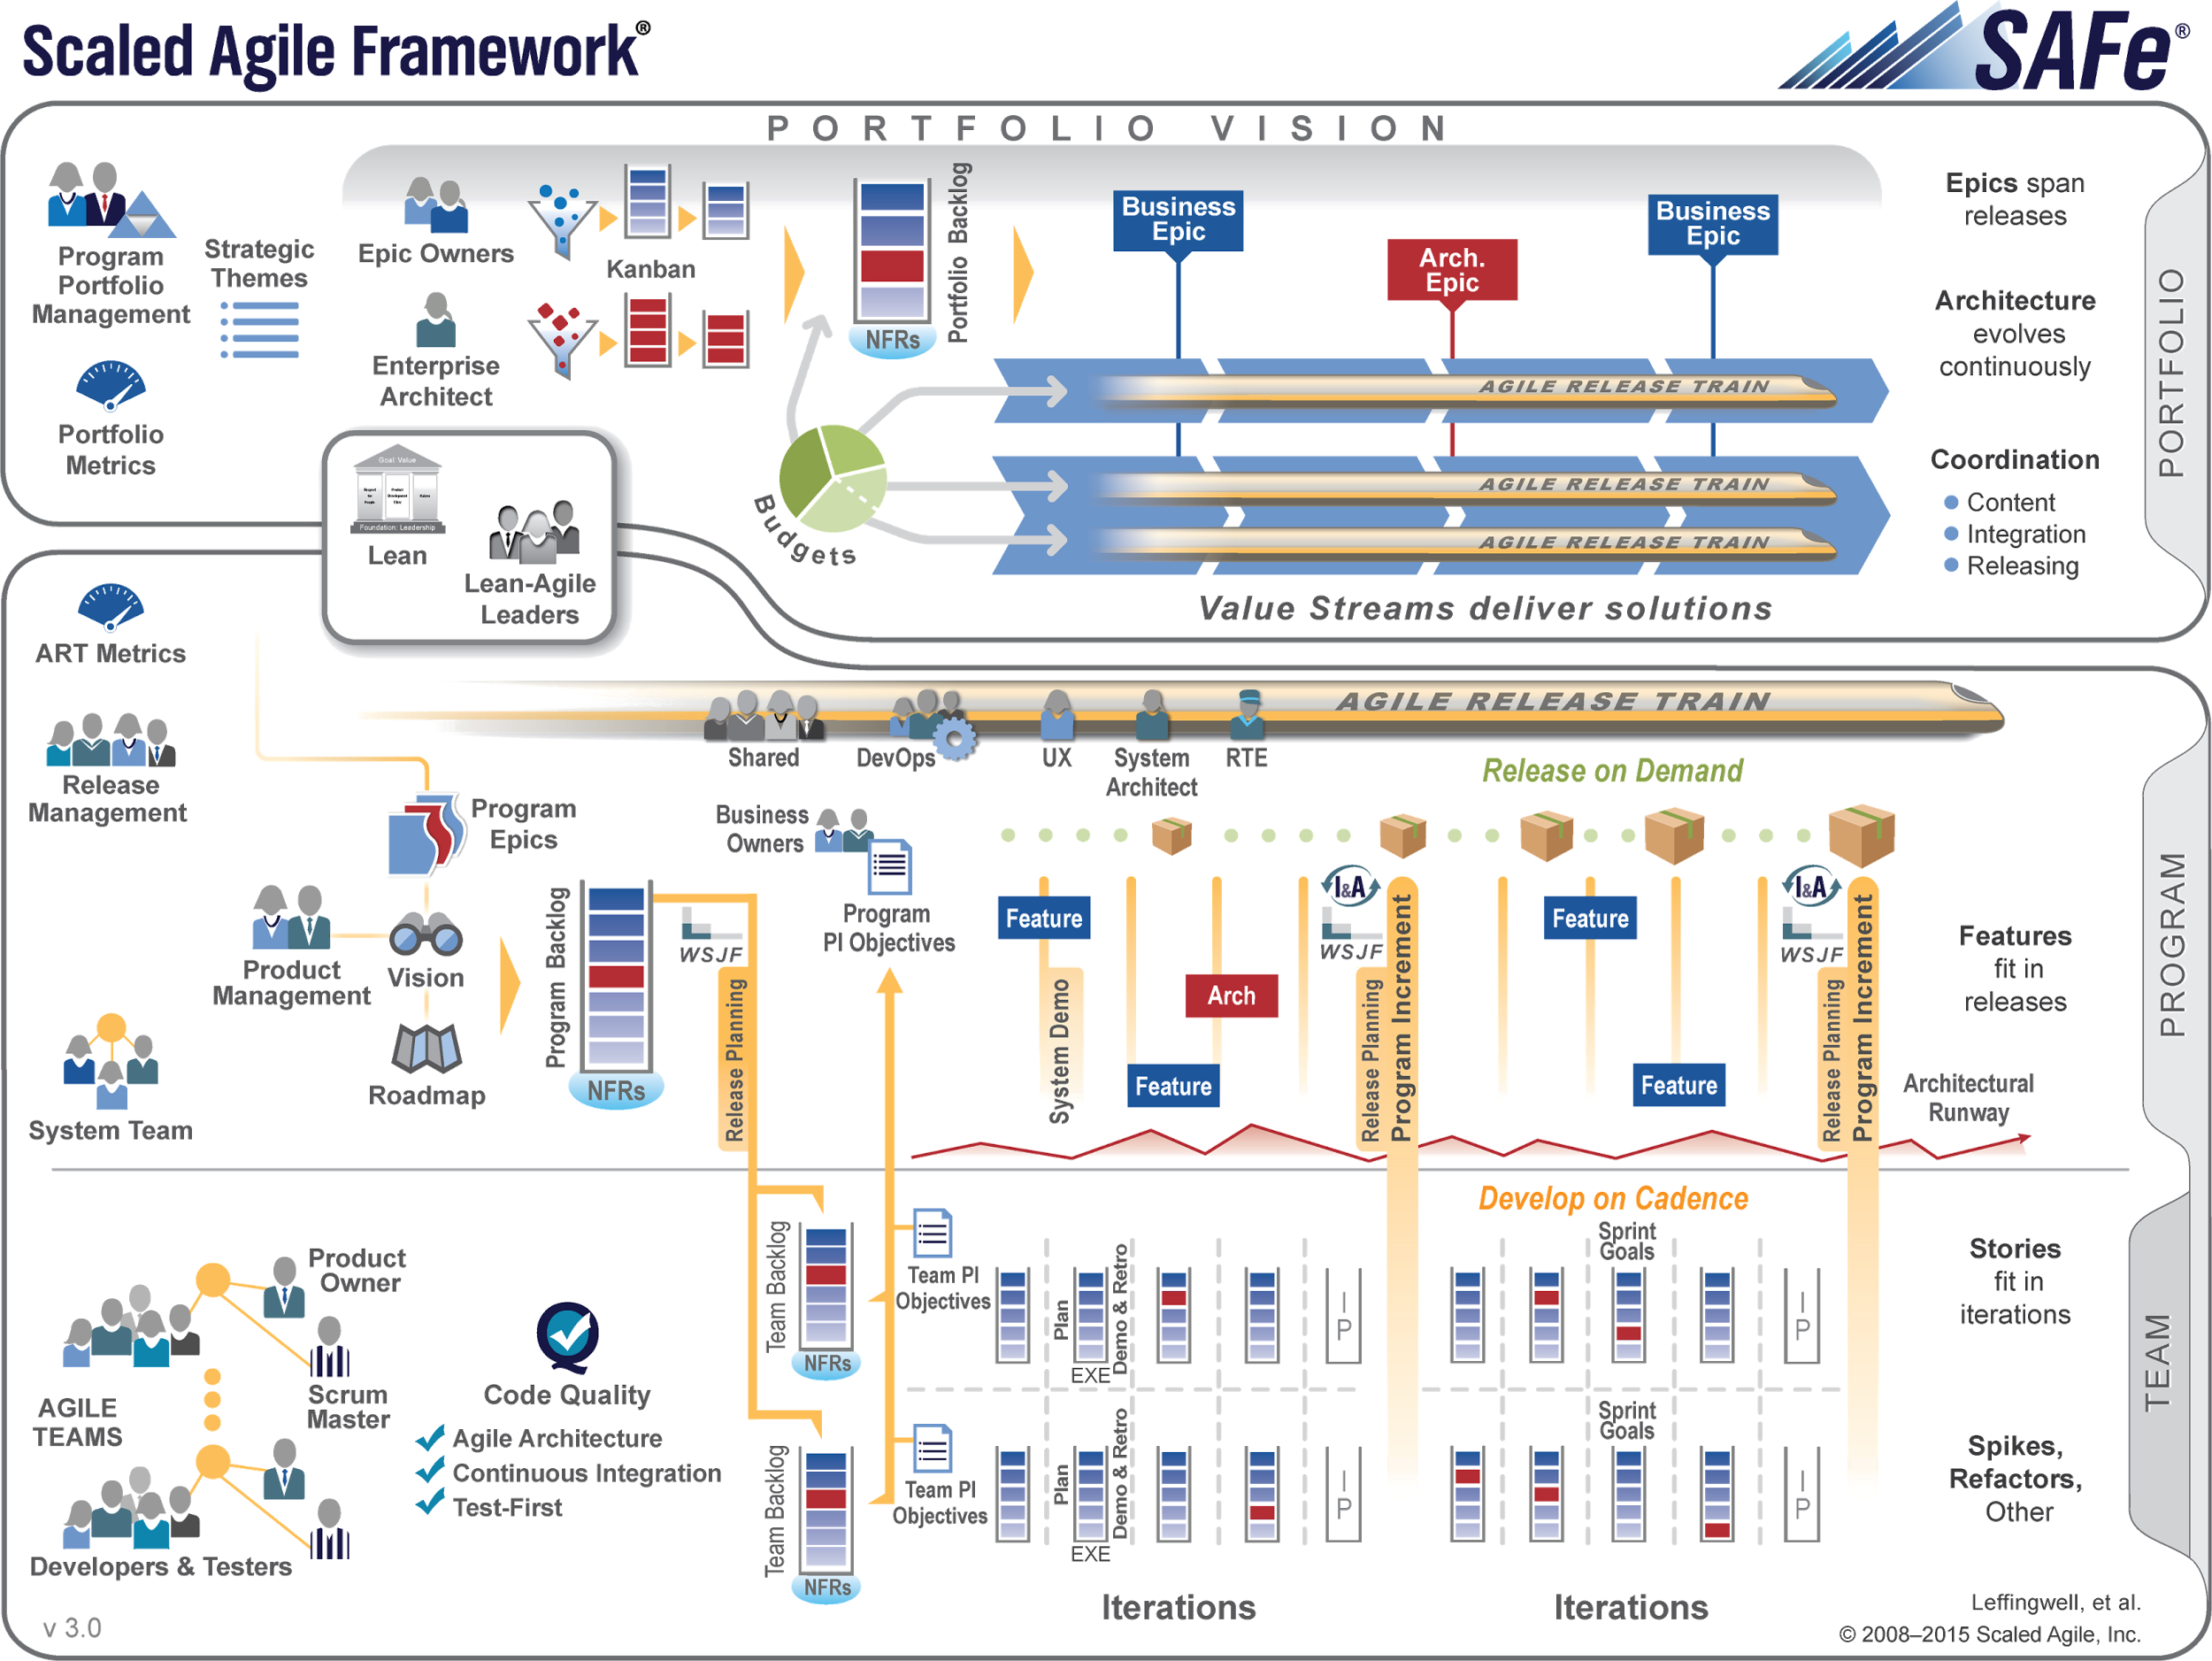 Scaled Agile Framework®
SAFe®
PORTFOLIO VISION
Program
Portfolio
Management
Strategic
Themes
Portfolio
Metrics
Epic Owners
Kanban
Enterprise
Architect
Portfolio Backlog
NFRs
Budgets
Business
Epic
Arch.
Epic
Business
Epic
AGILE RELEASE TRAIN
AGILE RELEASE TRAIN
AGILE RELEASE TRAIN
Value Streams deliver solutions
Epics span
releases
Architecture
evolves
continuously
Coordination
Content
Integration
Releasing
PORTFOLIO
Goal: Value
Foundation: Leadership
Lean
Lean-Agile
Leaders
ART Metrics
Release
Management
System Team
Program
Epics
Product
Management
Vision
Roadmap
Program Backlog
NFRs
WSJF
Release Planning
AGILE RELEASE TRAIN
Shared
DevOps
UX
System
Architect
RTE
Business
Owners
Program
PI Objectives
Release on Demand
Feature
System Demo
Feature
Arch
I&A
WSJF
Release Planning
Program Increment
Feature
Feature
I&A
WSJF
Release Planning
Program Increment
Features
fit in
releases
Architectural
Runway
PROGRAM
Develop on Cadence
AGILE
TEAMS
Product
Owner
Scrum
Master
Developers & Testers
Code Quality
Agile Architecture
Continuous Integration
Test-First
Team Backlog
NFRs
Team PI
Objectives
Plan
EXE
Demo & Retro
I
P
Sprint
Goals
I
P
Team Backlog
NFRs
Team PI
Objectives
Plan
EXE
Demo & Retro
I
P
Sprint
Goals
I
P
Iterations
Iterations
Stories
fit in
iterations
Spikes,
Refactors,
Other
TEAM
v 3.0
Leffingwell, et al.
© 2008–2015 Scaled Agile, Inc.